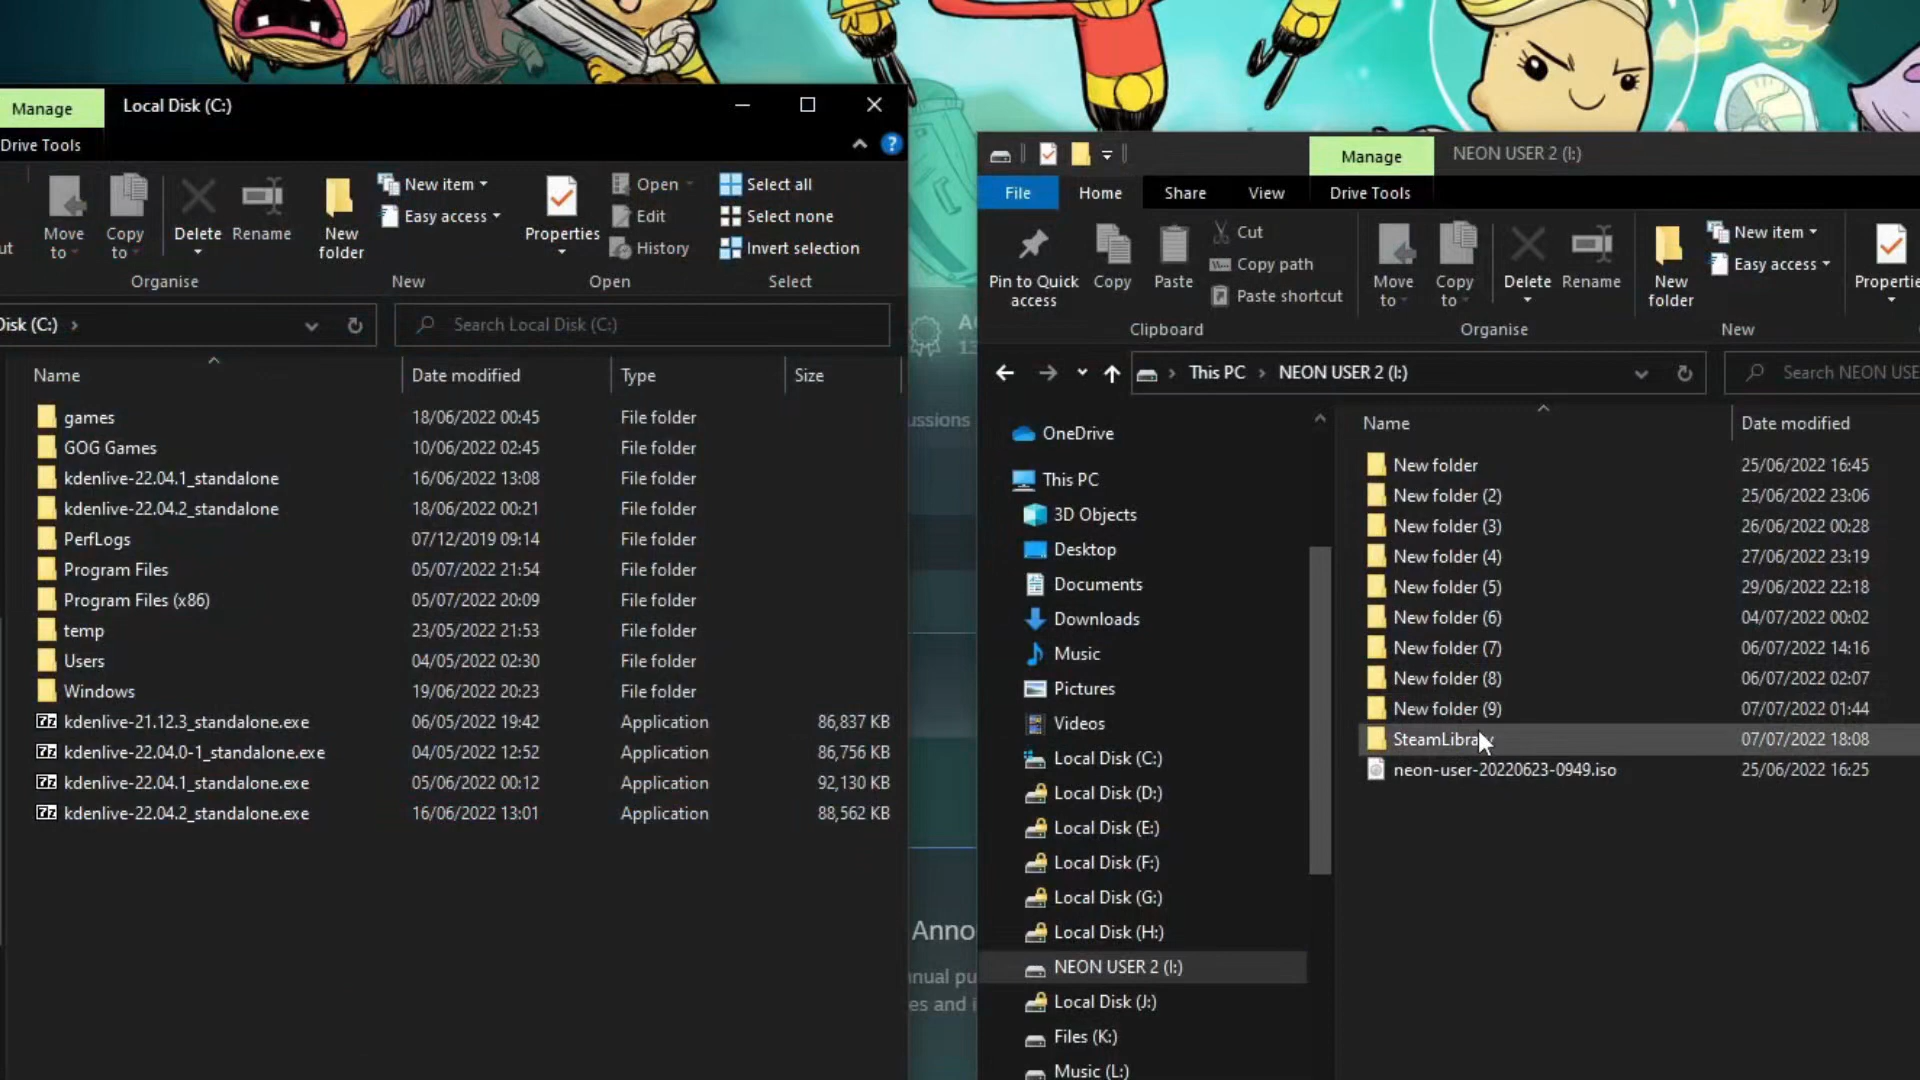 Manage
Local Disk (C:)
Drive Tools
Move to
Copy to
Delete
Rename
New folder
New item
Easy access
Properties
Open
Edit
History
Select all
Select none
Invert selection
Organise
New
Open
Select
Disk (C:)
Search Local Disk (C:)
Name
Date modified
Type
Size
games 18/06/2022 00:45 File folder
GOG Games 10/06/2022 02:45 File folder
kdenlive-22.04.1_standalone 16/06/2022 13:08 File folder
kdenlive-22.04.2_standalone 18/06/2022 00:21 File folder
PerfLogs 07/12/2019 09:14 File folder
Program Files 05/07/2022 21:54 File folder
Program Files (x86) 05/07/2022 20:09 File folder
temp 23/05/2022 21:53 File folder
Users 04/05/2022 02:30 File folder
Windows 19/06/2022 20:23 File folder
kdenlive-21.12.3_standalone.exe 06/05/2022 19:42 Application 86,837 KB
kdenlive-22.04.0-1_standalone.exe 04/05/2022 12:52 Application 86,756 KB
kdenlive-22.04.1_standalone.exe 05/06/2022 00:12 Application 92,130 KB
kdenlive-22.04.2_standalone.exe 16/06/2022 13:01 Application 88,562 KB
ussions
Anno
nnual pu
es and i
Manage
NEON USER 2 (I:)
File
Home
Share
View
Drive Tools
Pin to Quick access
Copy
Paste
Cut
Copy path
Paste shortcut
Move to
Copy to
Delete
Rename
New folder
New item
Easy access
Propertie
Clipboard
Organise
New
This PC
NEON USER 2 (I:)
Search NEON USE
OneDrive
This PC
3D Objects
Desktop
Documents
Downloads
Music
Pictures
Videos
Local Disk (C:)
Local Disk (D:)
Local Disk (E:)
Local Disk (F:)
Local Disk (G:)
Local Disk (H:)
NEON USER 2 (I:)
Local Disk (J:)
Files (K:)
Music (L:)
Name
Date modified
New folder 25/06/2022 16:45
New folder (2) 25/06/2022 23:06
New folder (3) 26/06/2022 00:28
New folder (4) 27/06/2022 23:19
New folder (5) 29/06/2022 22:18
New folder (6) 04/07/2022 00:02
New folder (7) 06/07/2022 14:16
New folder (8) 06/07/2022 02:07
New folder (9) 07/07/2022 01:44
SteamLibrary 07/07/2022 18:08
neon-user-20220623-0949.iso 25/06/2022 16:25